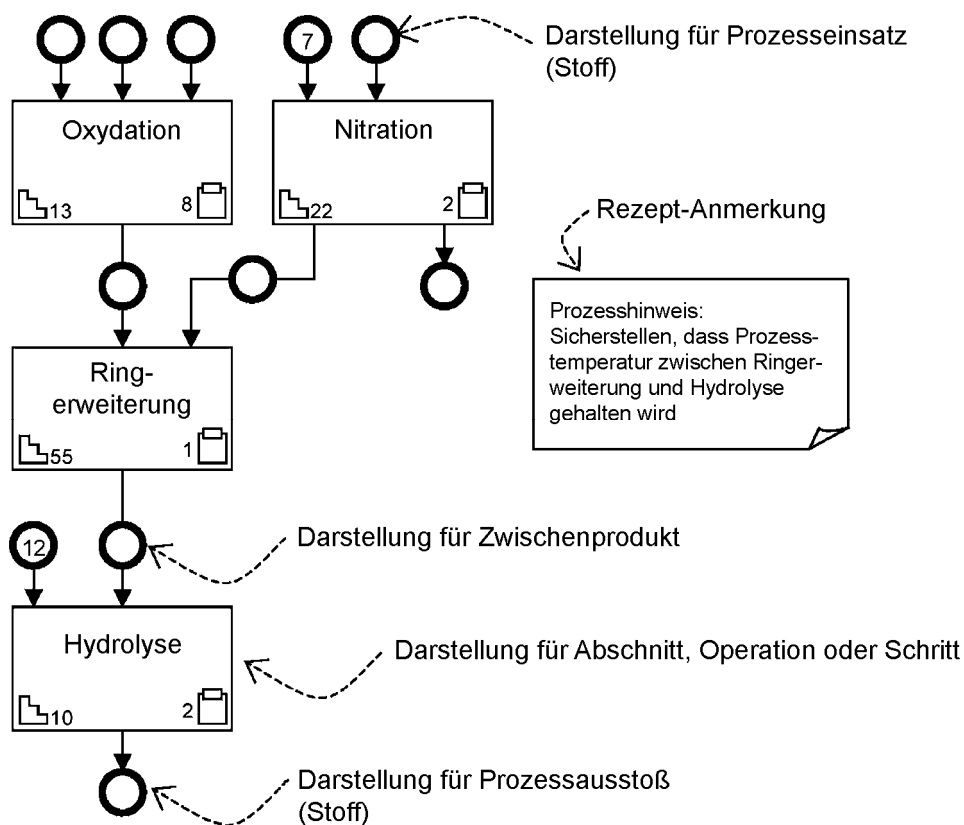 7
Darstellung für Prozesseinsatz
(Stoff)
Oxydation
13
8
Nitration
22
2
Rezept-Anmerkung
Prozesshinweis:
Sicherstellen, dass Prozess-
temperatur zwischen Ringer-
weiterung und Hydrolyse
gehalten wird
Ring-
erweiterung
55
1
12
Darstellung für Zwischenprodukt
Hydrolyse
10
2
Darstellung für Abschnitt, Operation oder Schritt
Darstellung für Prozessausstoß
(Stoff)